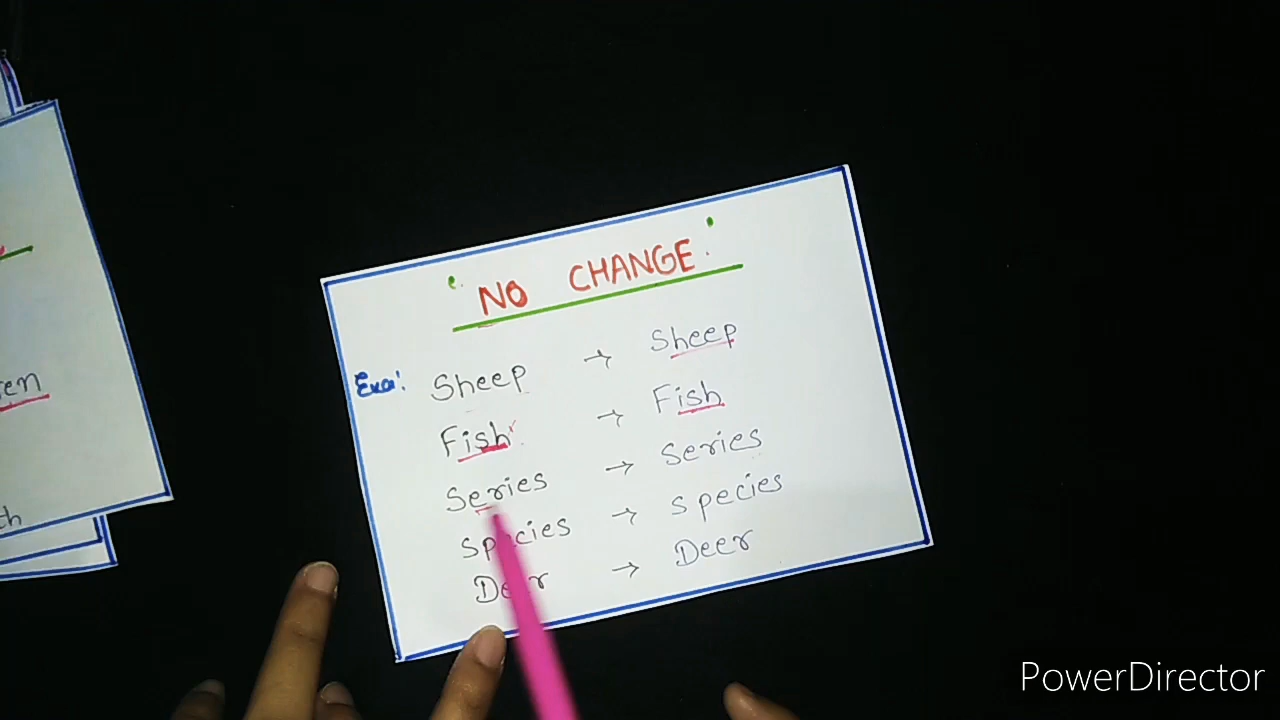 NO CHANGE
Exa: Sheep → Sheep
Fish → Fish
Series → Series
Species → Species
Deer → Deer
PowerDirector